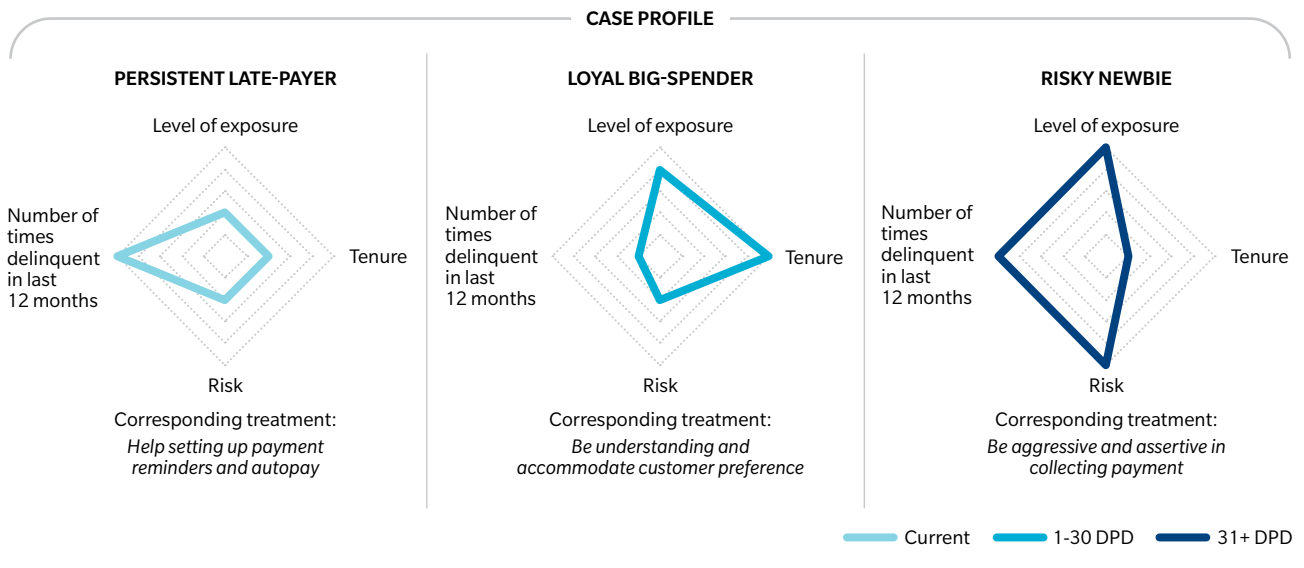 CASE PROFILE
PERSISTENT LATE-PAYER
Level of exposure
Number of
times
delinquent
in last
12 months
Tenure
Risk
Corresponding treatment:
Help setting up payment
reminders and autopay
LOYAL BIG-SPENDER
Level of exposure
Number of
times
delinquent
in last
12 months
Tenure
Risk
Corresponding treatment:
Be understanding and
accommodate customer preference
RISKY NEWBIE
Level of exposure
Number of
times
delinquent
in last
12 months
Tenure
Risk
Corresponding treatment:
Be aggressive and assertive in
collecting payment
Current
1-30 DPD
31+ DPD